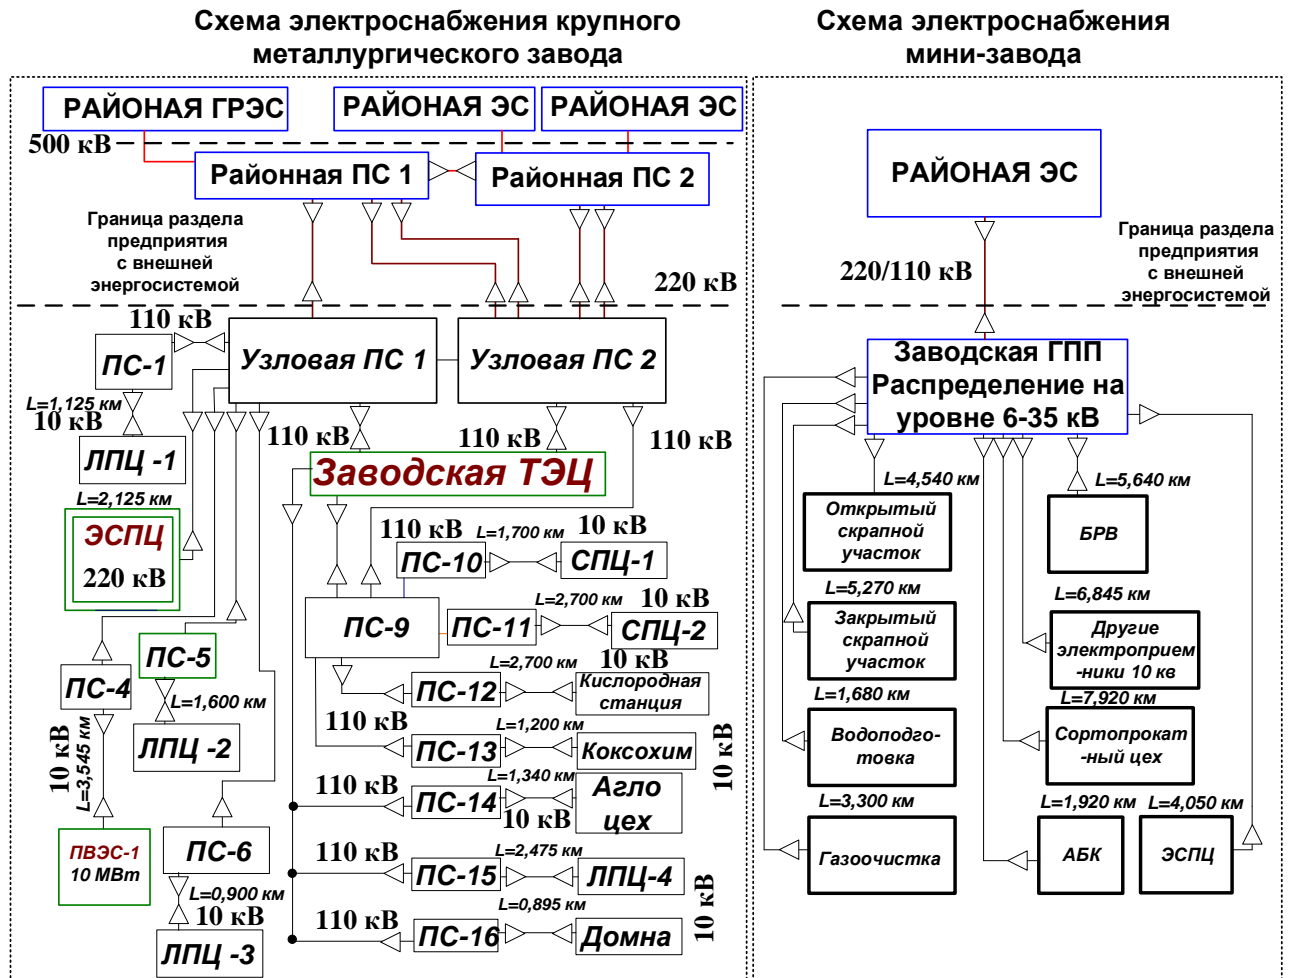 Схема электроснабжения крупного
металлургического завода
РАЙОНАЯ ГРЭС
РАЙОНАЯ ЭС
РАЙОНАЯ ЭС
500 кВ
Районная ПС 1
Районная ПС 2
Граница раздела
предприятия
с внешней
энергосистемой
220 кВ
110 кВ
Узловая ПС 1
Узловая ПС 2
ПС-1
L=1,125 км
10 кВ
ЛПЦ -1
110 кВ
110 кВ
110 кВ
Заводская ТЭЦ
L=2,125 км
ЭСПЦ
220 кВ
110 кВ
L=1,700 км
10 кВ
ПС-10
СПЦ-1
ПС-9
L=2,700 км
10 кВ
ПС-11
СПЦ-2
ПС-5
ПС-4
L=1,600 км
ЛПЦ -2
10 кВ
L=3,545 км
L=2,700 км
10 кВ
ПС-12
Кислородная
станция
110 кВ
L=1,200 км
ПС-13
Коксохим
10 кВ
L=1,340 км
110 кВ
ПС-14
10 кВ
Агло
цех
ПВЭС-1
10 МВт
ПС-6
L=0,900 км
10 кВ
ЛПЦ -3
110 кВ
L=2,475 км
ПС-15
ЛПЦ-4
10 кВ
L=0,895 км
110 кВ
ПС-16
Домна
Схема электроснабжения
мини-завода
РАЙОНАЯ ЭС
220/110 кВ
Граница раздела
предприятия
с внешней
энергосистемой
Заводская ГПП
Распределение на
уровне 6-35 кВ
L=4,540 км
Открытый
скрапной
участок
L=5,640 км
БРВ
L=5,270 км
Закрытый
скрапной
участок
L=6,845 км
Другие
электроприем
-ники 10 кв
L=1,680 км
Водоподго-
товка
L=7,920 км
Сортопрокат
-ный цех
L=3,300 км
Газоочистка
L=1,920 км
АБК
L=4,050 км
ЭСПЦ